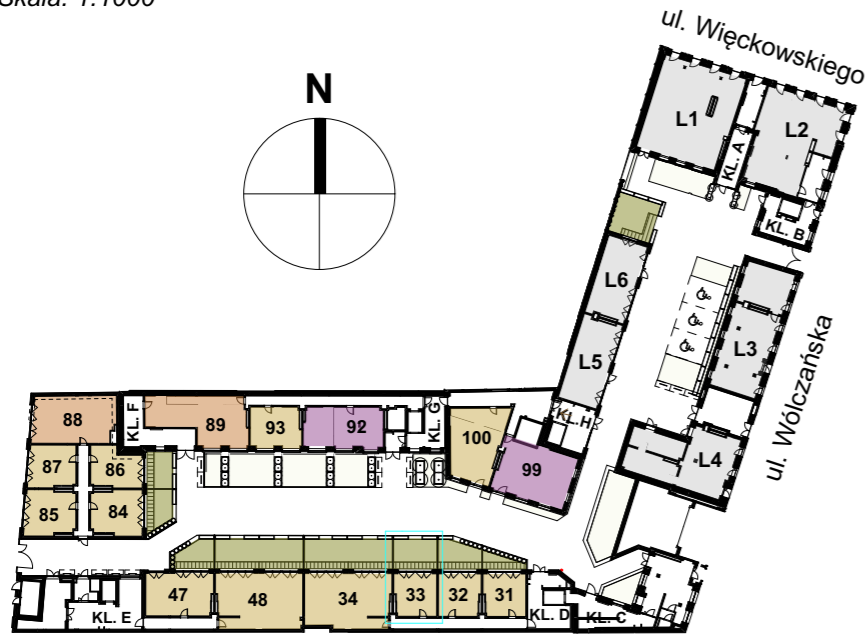 Skala: 1:1000
ul. Więckowskiego
N
L1
L2
KL. A
KL. B
L6
L3
L5
ul. Wólczańska
KL.H
L4
88
KL. F
89
93
92
KL.G
100
99
87
86
85
84
47
48
34
33
32
31
KL. E
KL. D
KL. C